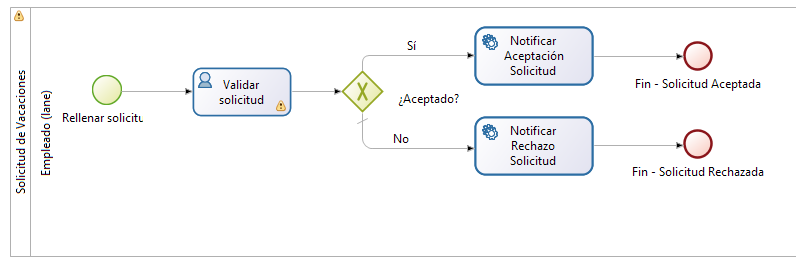 Solicitud de Vacaciones
Empleado (lane)
Rellenar solicitu
Validar
solicitud
¿Aceptado?
Sí
Notificar
Aceptación
Solicitud
Fin - Solicitud Aceptada
No
Notificar
Rechazo
Solicitud
Fin - Solicitud Rechazada